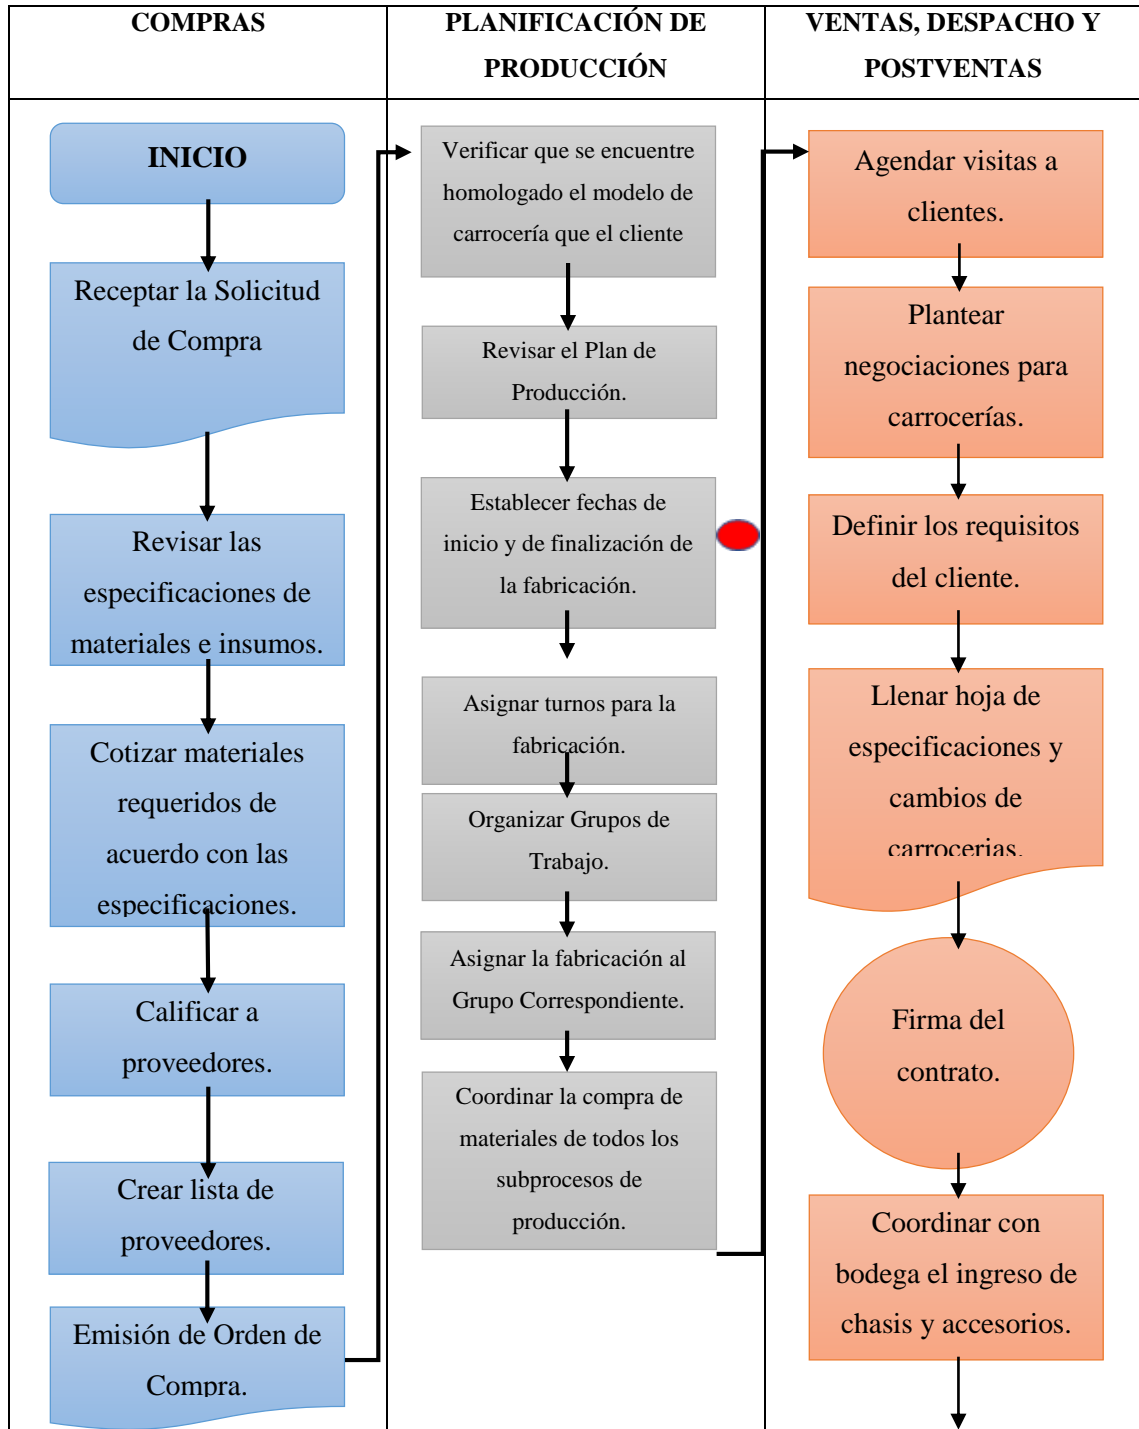 COMPRAS
PLANIFICACIÓN DE
PRODUCCIÓN
VENTAS, DESPACHO Y
POSTVENTAS
INICIO
Receptar la Solicitud
de Compra
Revisar las
especificaciones de
materiales e insumos.
Cotizar materiales
requeridos de
acuerdo con las
especificaciones.
Calificar a
proveedores.
Crear lista de
proveedores.
Emisión de Orden de
Compra.
Verificar que se encuentre
homologado el modelo de
carrocería que el cliente
Revisar el Plan de
Producción.
Establecer fechas de
inicio y de finalización de
la fabricación.
Asignar turnos para la
fabricación.
Organizar Grupos de
Trabajo.
Asignar la fabricación al
Grupo Correspondiente.
Coordinar la compra de
materiales de todos los
subprocesos de
producción.
Agendar visitas a
clientes.
Plantear
negociaciones para
carrocerías.
Definir los requisitos
del cliente.
Llenar hoja de
especificaciones y
cambios de
carrocerias.
Firma del
contrato.
Coordinar con
bodega el ingreso de
chasis y accesorios.